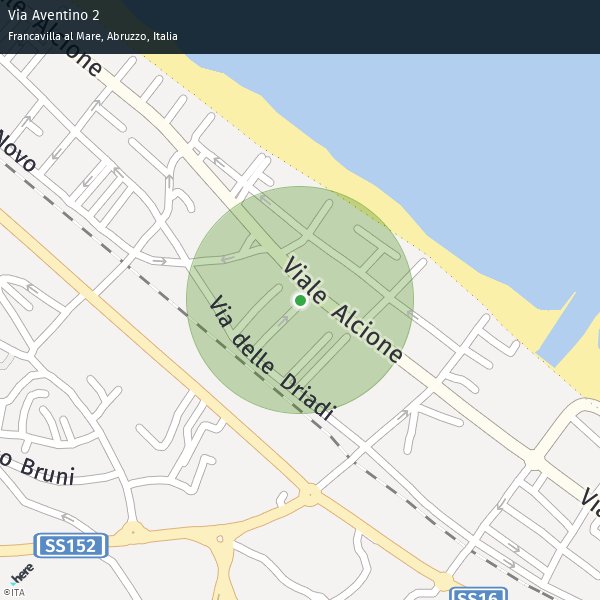 Via Aventino 2
Francavilla al Mare, Abruzzo, Italia
Alcione
Novo
Viale Alcione
Via delle Driadi
o Bruni
Via
SS152
SS16
here
©ITA